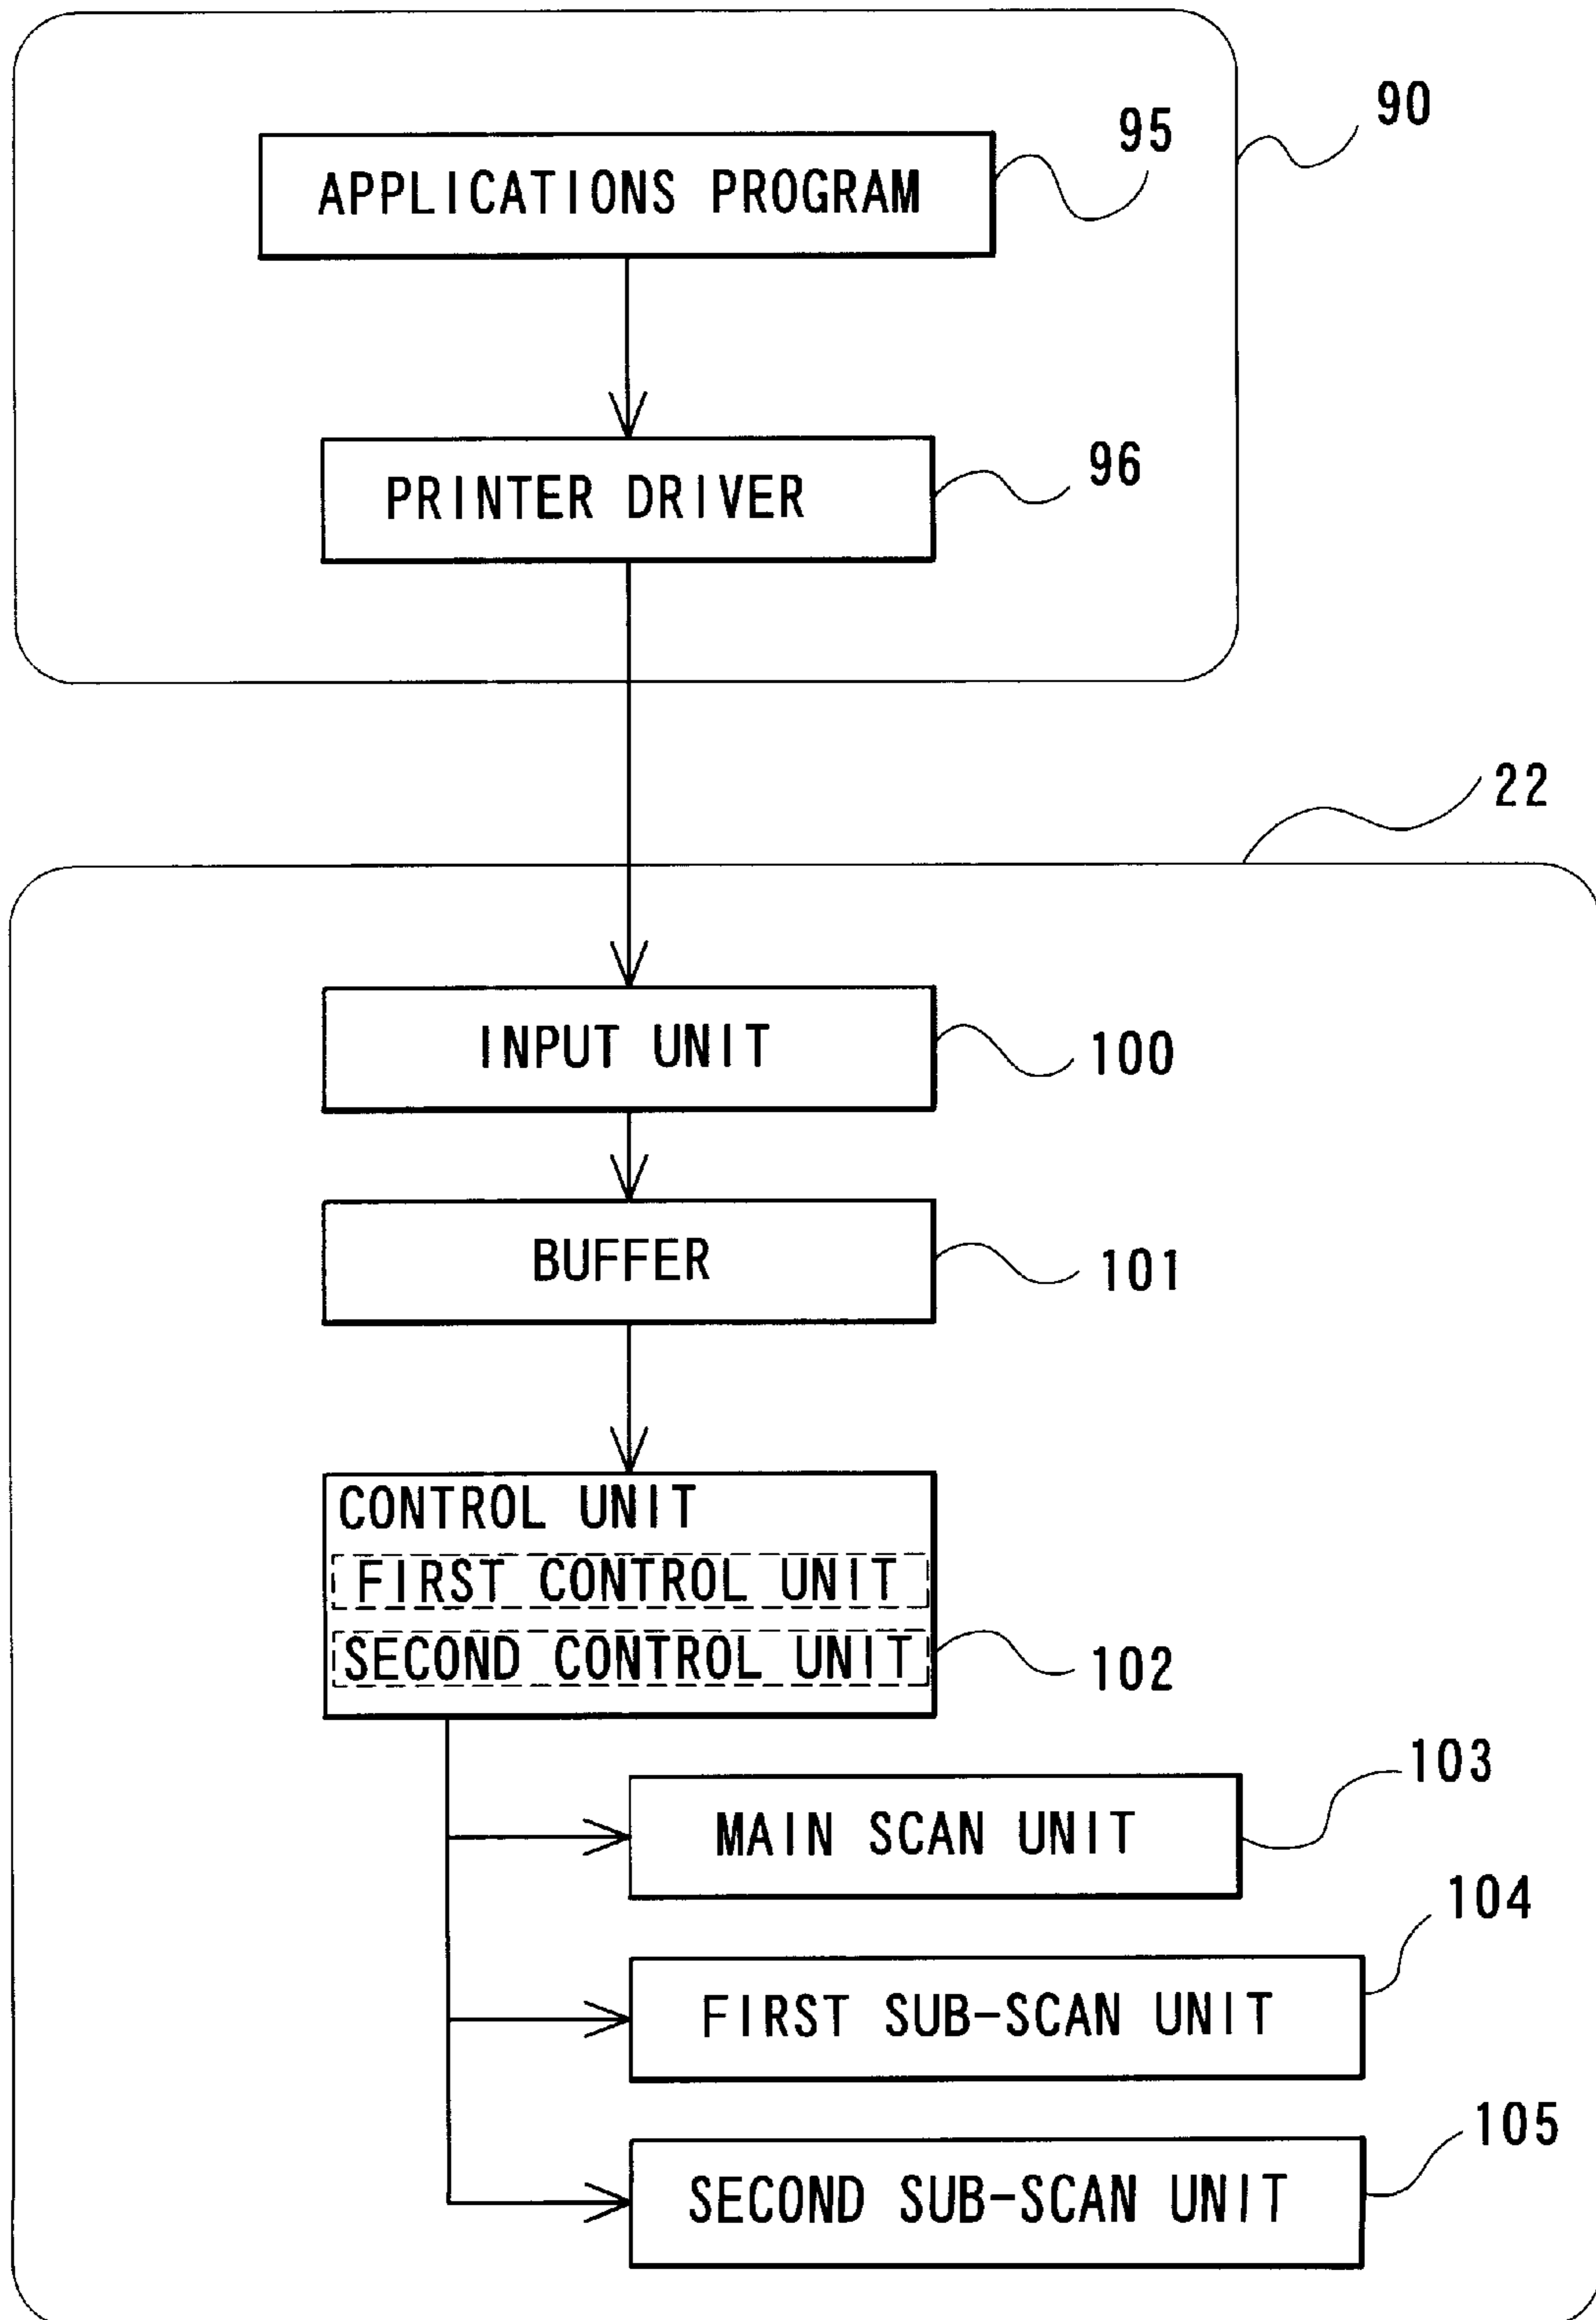 90
95
APPLICATIONS PROGRAM
PRINTER DRIVER
96
22
INPUT UNIT
100
BUFFER
101
CONTROL UNIT
FIRST CONTROL UNIT
SECOND CONTROL UNIT
102
103
MAIN SCAN UNIT
104
FIRST SUB-SCAN UNIT
105
SECOND SUB-SCAN UNIT